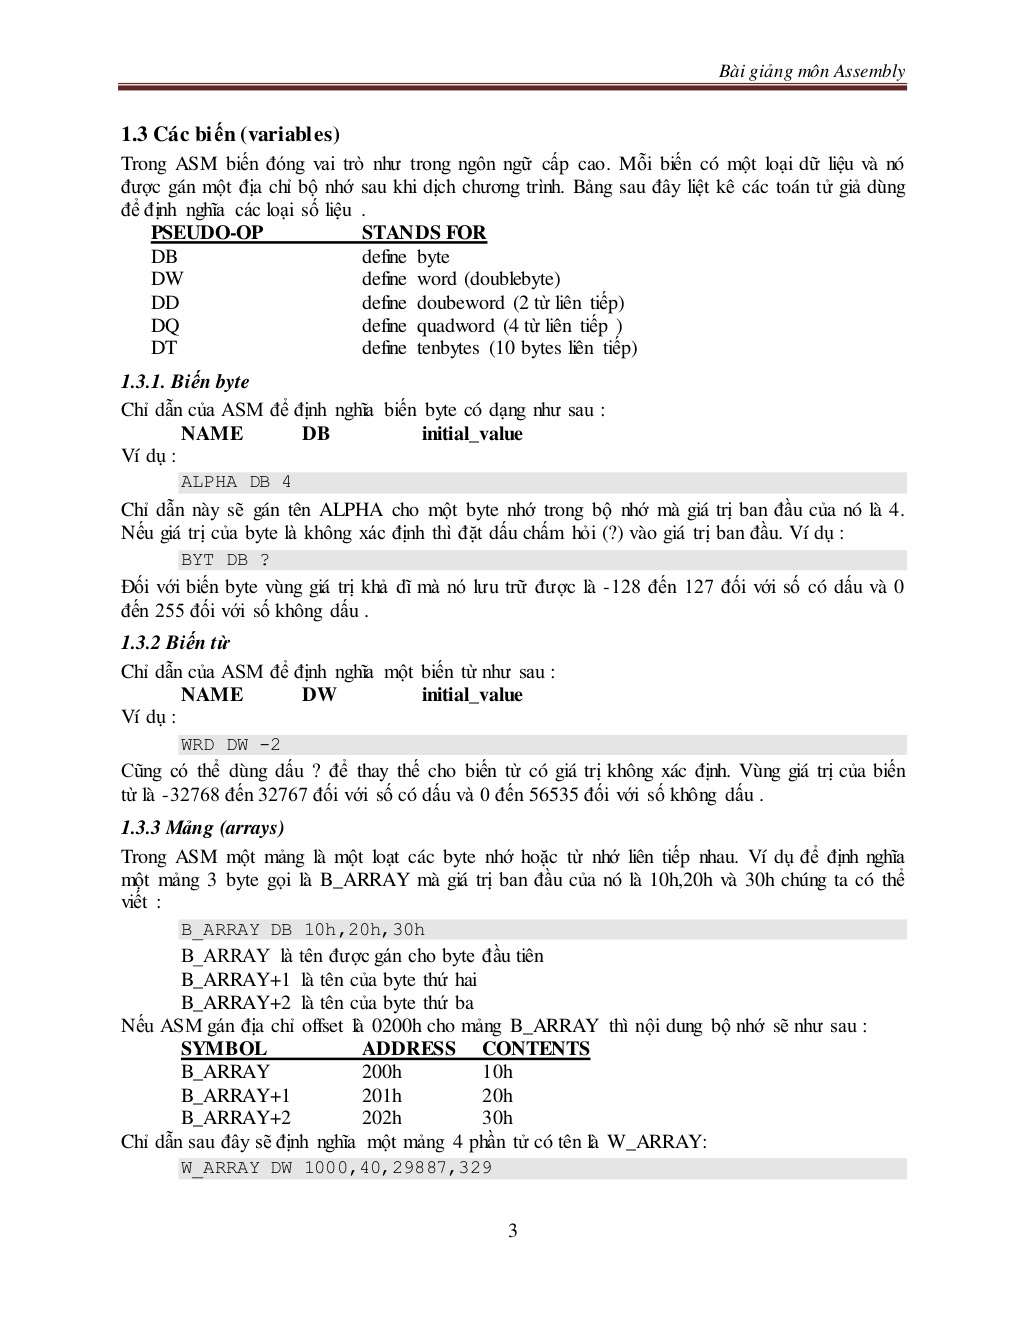 Bài giảng môn Assembly
1.3 Các biến (variables)
Trong ASM biến đóng vai trò như trong ngôn ngữ cấp cao. Mỗi biến có một loại dữ liệu và nó
được gán một địa chỉ bộ nhớ sau khi dịch chương trình. Bảng sau đây liệt kê các toán tử giả dùng
để định nghĩa các loại số liệu .
PSEUDO-OP STANDS FOR
DB define byte
DW define word (doublebyte)
DD define doubeword (2 từ liên tiếp)
DQ define quadword (4 từ liên tiếp )
DT define tenbytes (10 bytes liên tiếp)
1.3.1. Biến byte
Chỉ dẫn của ASM để định nghĩa biến byte có dạng như sau :
NAME DB initial_value
Ví dụ :
ALPHA DB 4
Chỉ dẫn này sẽ gán tên ALPHA cho một byte nhớ trong bộ nhớ mà giá trị ban đầu của nó là 4.
Nếu giá trị của byte là không xác định thì đặt dấu chấm hỏi (?) vào giá trị ban đầu. Ví dụ :
BYT DB ?
Đối với biến byte vùng giá trị khả dĩ mà nó lưu trữ được là -128 đến 127 đối với số có dấu và 0
đến 255 đối với số không dấu .
1.3.2 Biến từ
Chỉ dẫn của ASM để định nghĩa một biến từ như sau :
NAME DW initial_value
Ví dụ :
WRD DW -2
Cũng có thể dùng dấu ? để thay thế cho biến từ có giá trị không xác định. Vùng giá trị của biến
từ là -32768 đến 32767 đối với số có dấu và 0 đến 56535 đối với số không dấu .
1.3.3 Mảng (arrays)
Trong ASM một mảng là một loạt các byte nhớ hoặc từ nhớ liên tiếp nhau. Ví dụ để định nghĩa
một mảng 3 byte gọi là B_ARRAY mà giá trị ban đầu của nó là 10h,20h và 30h chúng ta có thể
viết :
B_ARRAY DB 10h,20h,30h
B_ARRAY là tên được gán cho byte đầu tiên
B_ARRAY+1 là tên của byte thứ hai
B_ARRAY+2 là tên của byte thứ ba
Nếu ASM gán địa chỉ offset là 0200h cho mảng B_ARRAY thì nội dung bộ nhớ sẽ như sau :
SYMBOL ADDRESS CONTENTS
B_ARRAY 200h 10h
B_ARRAY+1 201h 20h
B_ARRAY+2 202h 30h
Chỉ dẫn sau đây sẽ định nghĩa một mảng 4 phần tử có tên là W_ARRAY:
W_ARRAY DW 1000,40,29887,329
3